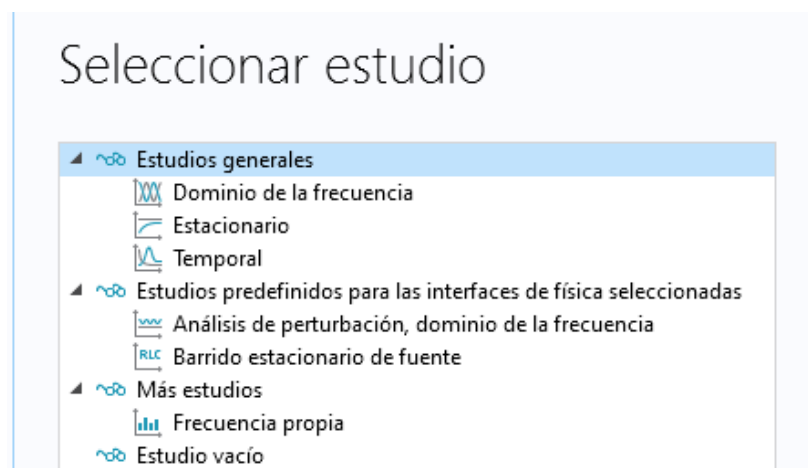 Seleccionar estudio
Estudios generales
Dominio de la frecuencia
Estacionario
Temporal
Estudios predefinidos para las interfaces de física seleccionadas
Análisis de perturbación, dominio de la frecuencia
RLC Barrido estacionario de fuente
Más estudios
Frecuencia propia
Estudio vacío